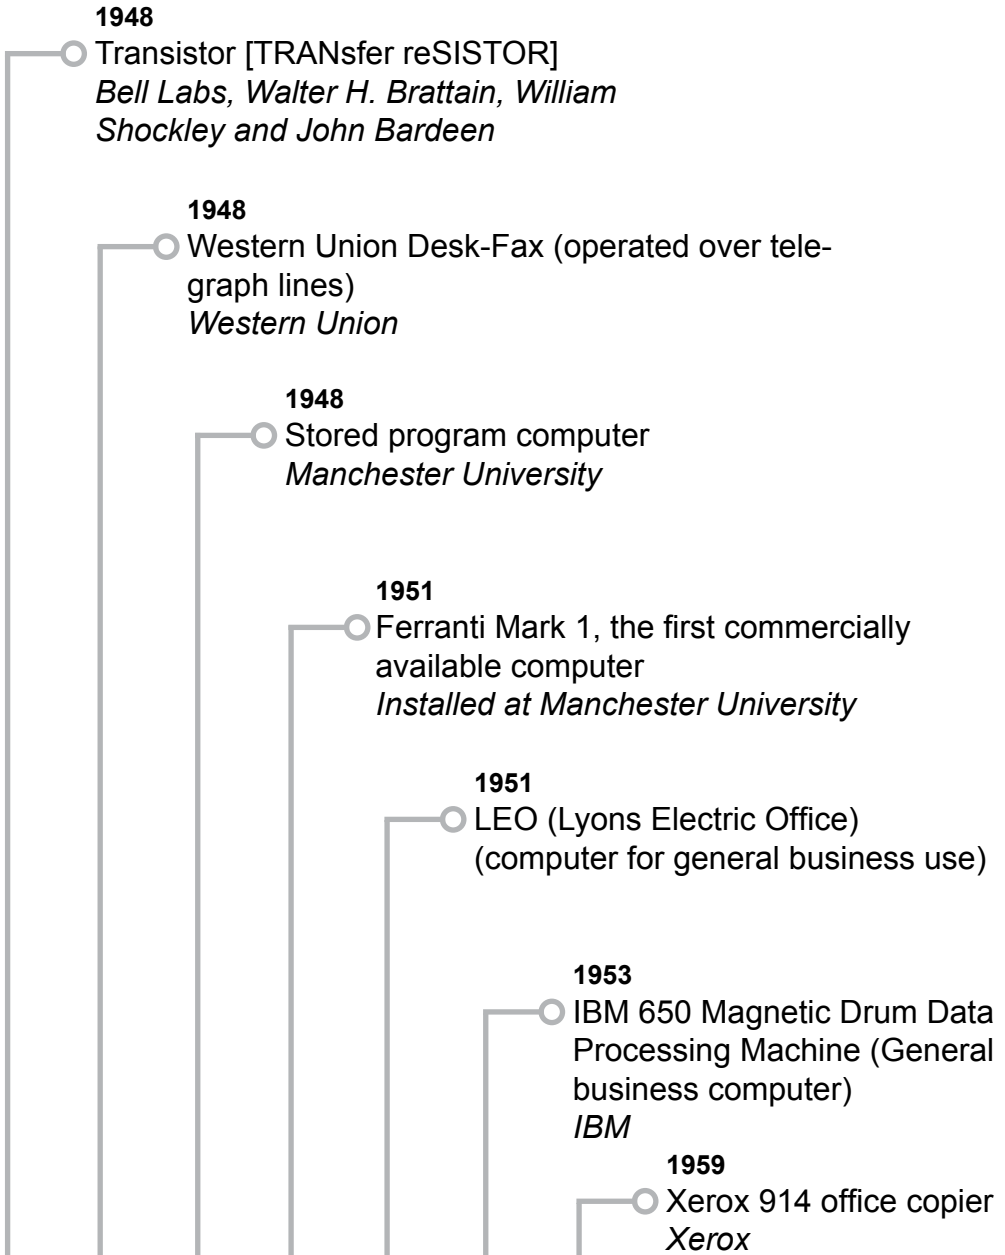 1948
Transistor [TRANsfer reSISTOR]
Bell Labs, Walter H. Brattain, William
Shockley and John Bardeen
1948
Western Union Desk-Fax (operated over tele-
graph lines)
Western Union
1948
Stored program computer
Manchester University
1951
Ferranti Mark 1, the first commercially
available computer
Installed at Manchester University
1951
LEO (Lyons Electric Office)
(computer for general business use)
1953
IBM 650 Magnetic Drum Data
Processing Machine (General
business computer)
IBM
1959
Xerox 914 office copier
Xerox